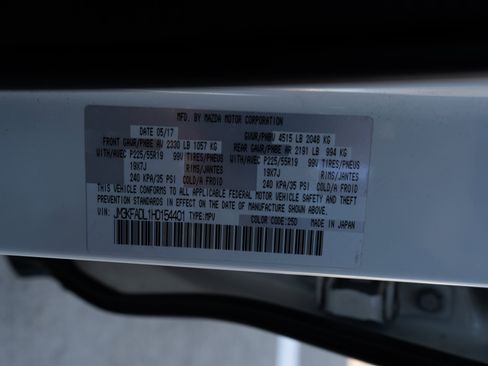 MFD. BY MAZDA MOTOR CORPORATION
DATE 05/17 GVWR/PNBV 4515 LB 2048 KG
FRONT GAWR/PNBE AV 2330 LB 1057 KG REAR GAWR/PNBE AR 2191 LB 994 KG
WITH/AVEC P225/55R19 99V TIRES/PNEUS WITH/AVEC P225/55R19 99V TIRES/PNEUS
19X7J RIMS/JANTES 19X7J RIMS/JANTES
240 KPA/35 PSI COLD/A FROID 240 KPA/35 PSI COLD/A FROID
THIS VEHICLE CONFORMS TO ALL APPLICABLE FEDERAL MOTOR VEHICLE SAFETY AND THEFT
PREVENTION STANDARDS IN EFFECT ON THE DATE OF MANUFACTURE SHOWN ABOVE.
VIN: JM3KFADL1H0154401 TYPE: MPV COLOR CODE: 25D MADE IN JAPAN